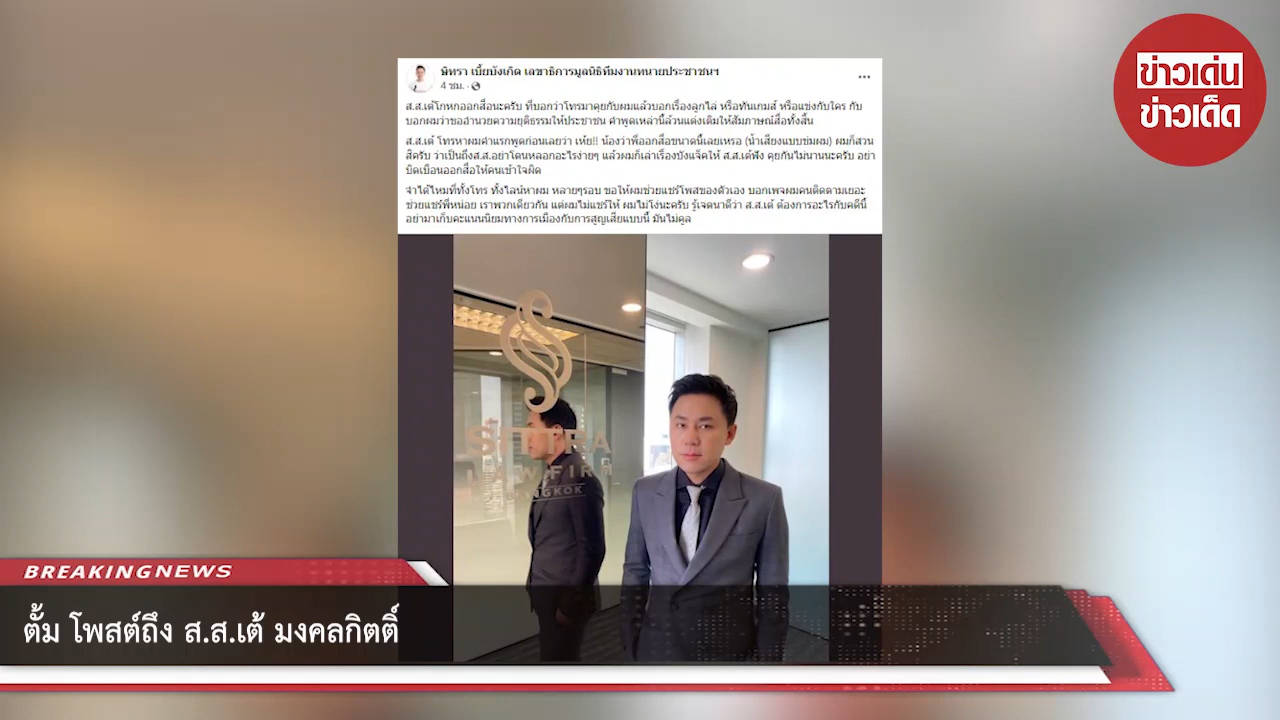 ข่าวเด่น
ข่าวเด็ด
ษิทรา เบี้ยบังเกิด เลขาธิการมูลนิธิทีมงานทนายประชาชนฯ
4 ชม. ·
ส.ส.เต้โกหกออกสื่อนะครับ ที่บอกว่าโทรมาคุยกับผมแล้วบอกเรื่องลูกไล่ หรือทันเกมส์ หรือแข่งกับใคร กับ
บอกผมว่าขออำนวยความยุติธรรมให้ประชาชน คำพูดเหล่านี้ล้วนแต่งเติมให้สัมภาษณ์สื่อทั้งสิ้น
ส.ส.เต้ โทรหาผมคำแรกพูดก่อนเลยว่า เห้ย!! น้องว่าพี่ออกสื่อขนาดนี้เลยเหรอ (น้ำเสียงแบบข่มผม) ผมก็สวน
สิครับ ว่าเป็นถึงส.ส.อย่าโดนหลอกอะไรง่ายๆ แล้วผมก็เล่าเรื่องบังแจ็คให้ ส.ส.เต้ฟัง คุยกันไม่นานนะครับ อย่า
บิดเบือนออกสื่อให้คนเข้าใจผิด
จำได้ไหมที่ทั้งโทร ทั้งไลน์หาผม หลายๆรอบ ขอให้ผมช่วยแชร์โพสของตัวเอง บอกเพจผมคนติดตามเยอะ
ช่วยแชร์พี่หน่อย เราพวกเดียวกัน แต่ผมไม่แชร์ให้ ผมไม่โง่นะครับ รู้เจตนาดีว่า ส.ส.เต้ ต้องการอะไรกับคดีนี้
อย่ามาเก็บคะแนนนิยมทางการเมืองกับการสูญเสียแบบนี้ มันไม่คูล
SITTRA
LAW FIRM
BANGKOK
BREAKINGNEWS
ตั้ม โพสต์ถึง ส.ส.เต้ มงคลกิตติ์